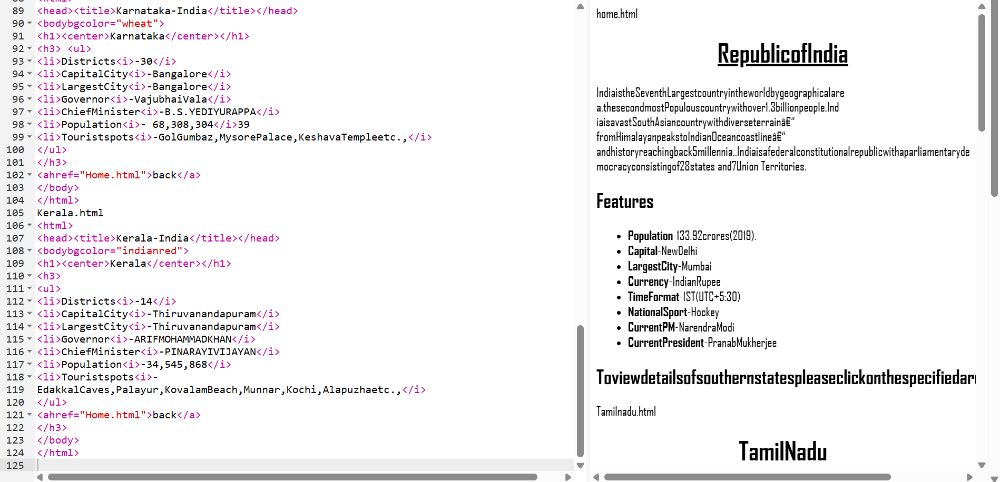 89 <head><title>Karnataka-India</title></head>
90 <bodybgcolor="wheat">
91 <h1><center>Karnataka</center></h1>
92 <h3> <ul>
93 <li>Districts<i>-30</i>
94 <li>CapitalCity<i>-Bangalore</i>
95 <li>LargestCity<i>-Bangalore</i>
96 <li>Governor<i>-VajubhaiVala</i>
97 <li>ChiefMinister<i>-B.S.YEDIYURAPPA</i>
98 <li>Population<i>- 68,308,304</i>39
99 <li>Touristspots<i>-GolGumbaz,MysorePalace,KeshavaTempleetc.,</i>
100 </ul>
101 </h3>
102 <ahref="Home.html">back</a>
103 </body>
104 </html>
105 Kerala.html
106 <html>
107 <head><title>Kerala-India</title></head>
108 <bodybgcolor="indianred">
109 <h1><center>Kerala</center></h1>
110 <h3>
111 <ul>
112 <li>Districts<i>-14</i>
113 <li>CapitalCity<i>-Thiruvanandapuram</i>
114 <li>LargestCity<i>-Thiruvanandapuram</i>
115 <li>Governor<i>-ARIFMOHAMMADKHAN</i>
116 <li>ChiefMinister<i>-PINARAYIVIJAYAN</i>
117 <li>Population<i>-34,545,868</i>
118 <li>Touristspots<i>-
119 EdakkalCaves,Palayur,KovalamBeach,Munnar,Kochi,Alapuzhaetc.,</i>
120 </ul>
121 <ahref="Home.html">back</a>
122 </h3>
123 </body>
124 </html>
125
home.html
RepublicofIndia
IndiaistheSeventhLargestcountryintheworldbygeographicalare
a,thesecondmostPopulouscountrywithover1.3billionpeople,Ind
iaisavastSouthAsiancountrywithdiverseterrainâ€“
fromHimalayanpeakstoIndianOceancoastlineâ€“
andhistoryreachingback5millennia..Indiaisafederalconstitutionalrepublicwithaparliamentaryde
mocracyconsistingof28states and7Union Territories.
Features
• Population-133.92crores(2019).
• Capital-NewDelhi
• LargestCity-Mumbai
• Currency-IndianRupee
• TimeFormat-IST(UTC+5:30)
• NationalSport-Hockey
• CurrentPM-NarendraModi
• CurrentPresident-PranabMukherjee
Toviewdetailsofsouthernstatespleaseclickonthespecifiedar
Tamilnadu.html
TamilNadu